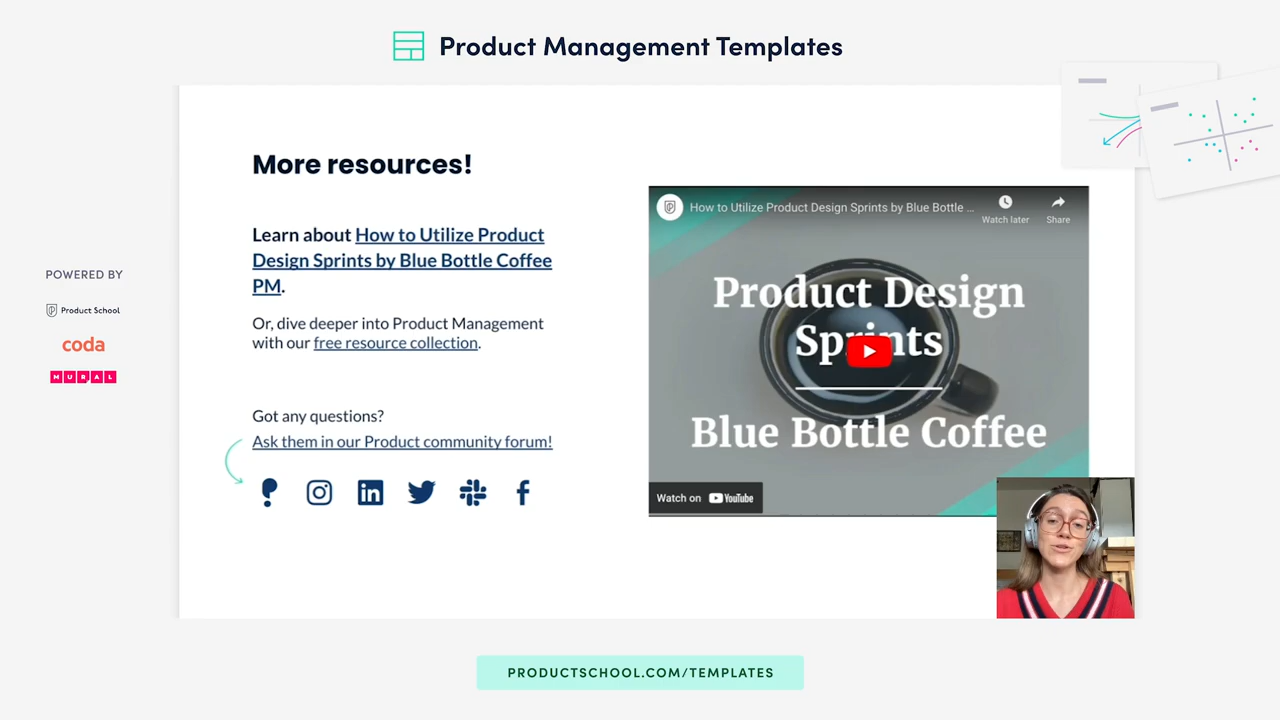 Product Management Templates
More resources!
Learn about How to Utilize Product
Design Sprints by Blue Bottle Coffee
PM.
Or, dive deeper into Product Management
with our free resource collection.
Got any questions?
Ask them in our Product community forum!
How to Utilize Product Design Sprints by Blue Bottle ...
Watch later
Share
Product Design
Sprints
Blue Bottle Coffee
Watch on YouTube
POWERED BY
Product School
coda
MURAL
PRODUCTSCHOOL.COM/TEMPLATES